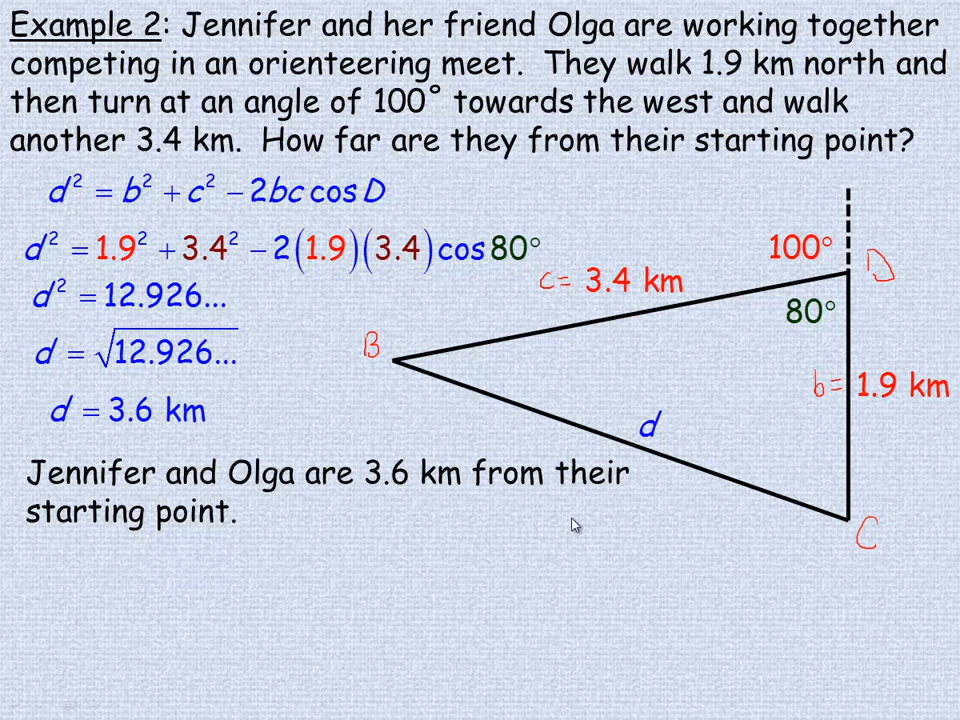 Example 2: Jennifer and her friend Olga are working together
competing in an orienteering meet. They walk 1.9 km north and
then turn at an angle of 100˚ towards the west and walk
another 3.4 km. How far are they from their starting point?
d² = b² + c² − 2bc cos D
d² = 1.9² + 3.4² − 2(1.9)(3.4) cos 80°
d² = 12.926...
d = √12.926...
d = 3.6 km
Jennifer and Olga are 3.6 km from their
starting point.
100°
D
c = 3.4 km
80°
B
b = 1.9 km
d
C